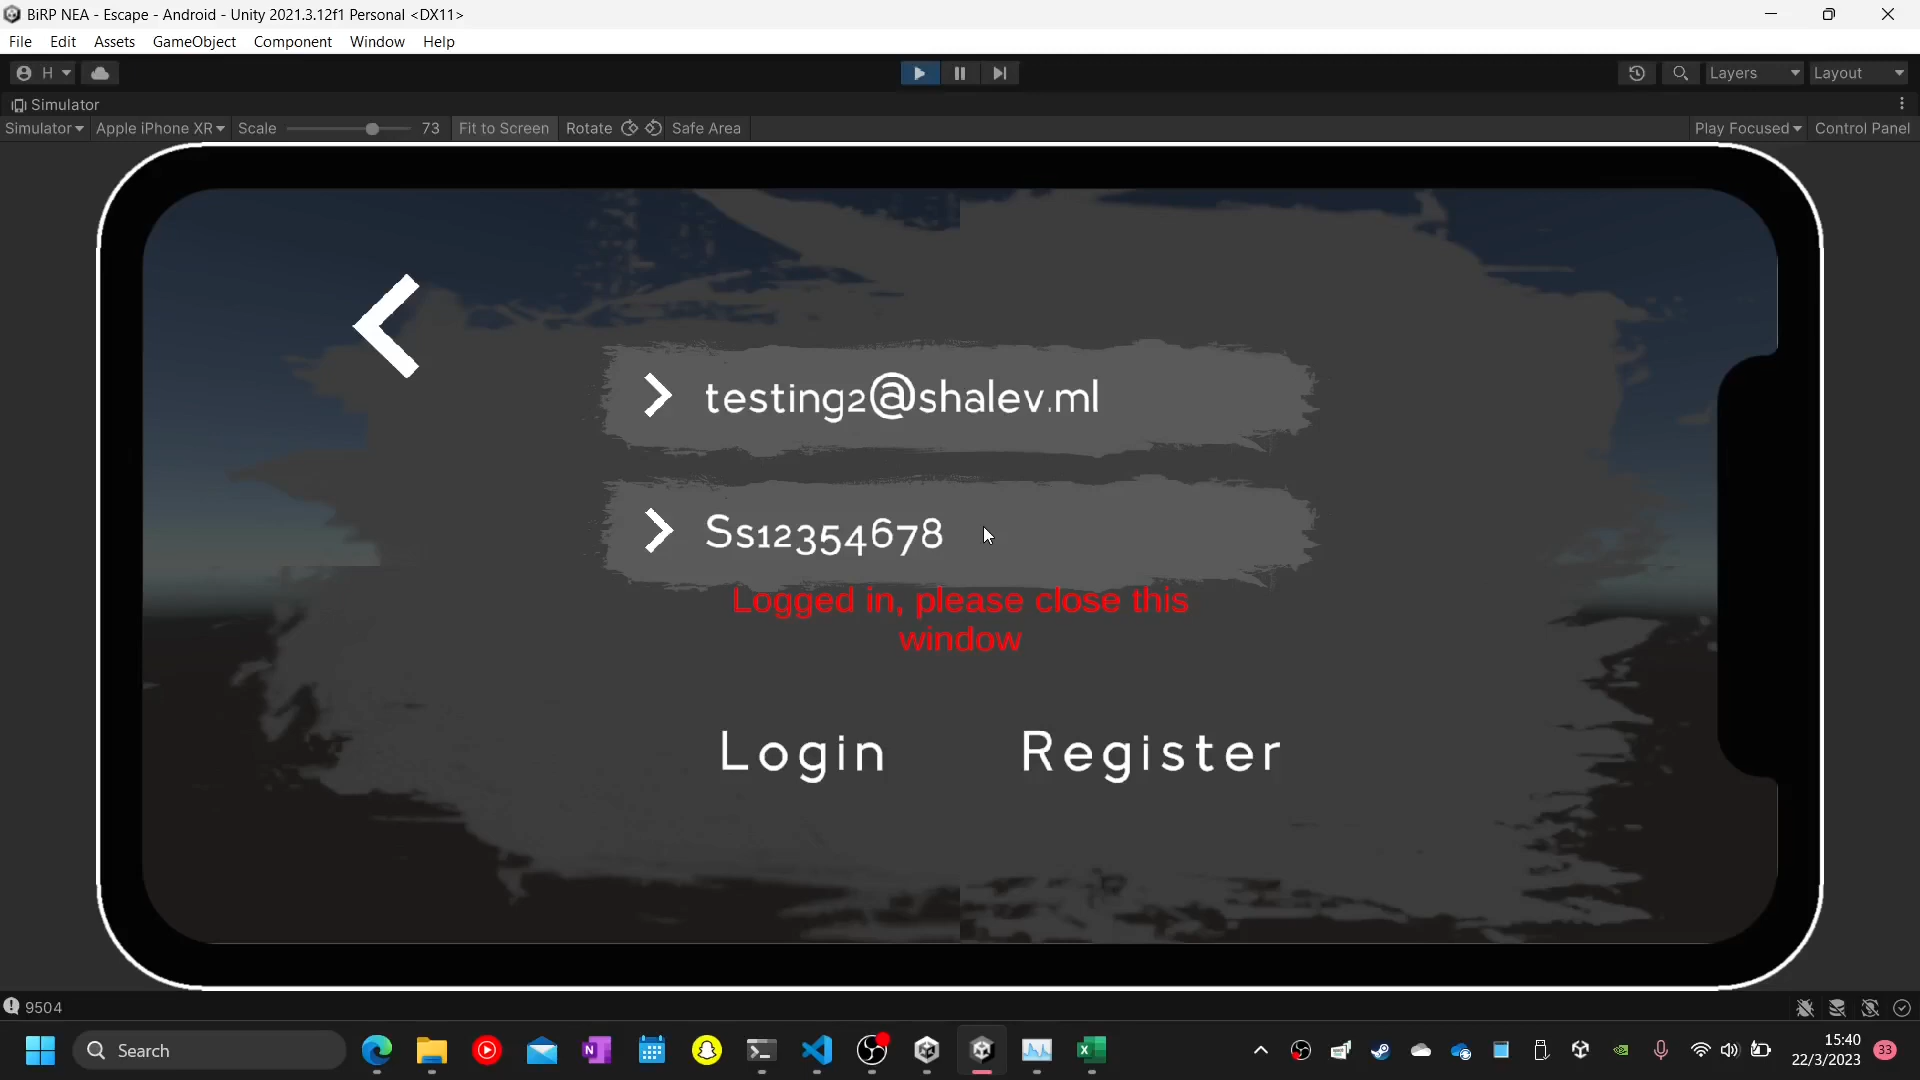 BiRP NEA - Escape - Android - Unity 2021.3.12f1 Personal <DX11>
File Edit Assets GameObject Component Window Help
H Layers Layout
Simulator
Simulator Apple iPhone XR Scale 73 Fit to Screen Rotate Safe Area Play Focused Control Panel
testing2@shalev.ml
Ss12354678
Logged in, please close this
window
Login Register
9504
Search
15:40
22/3/2023 33